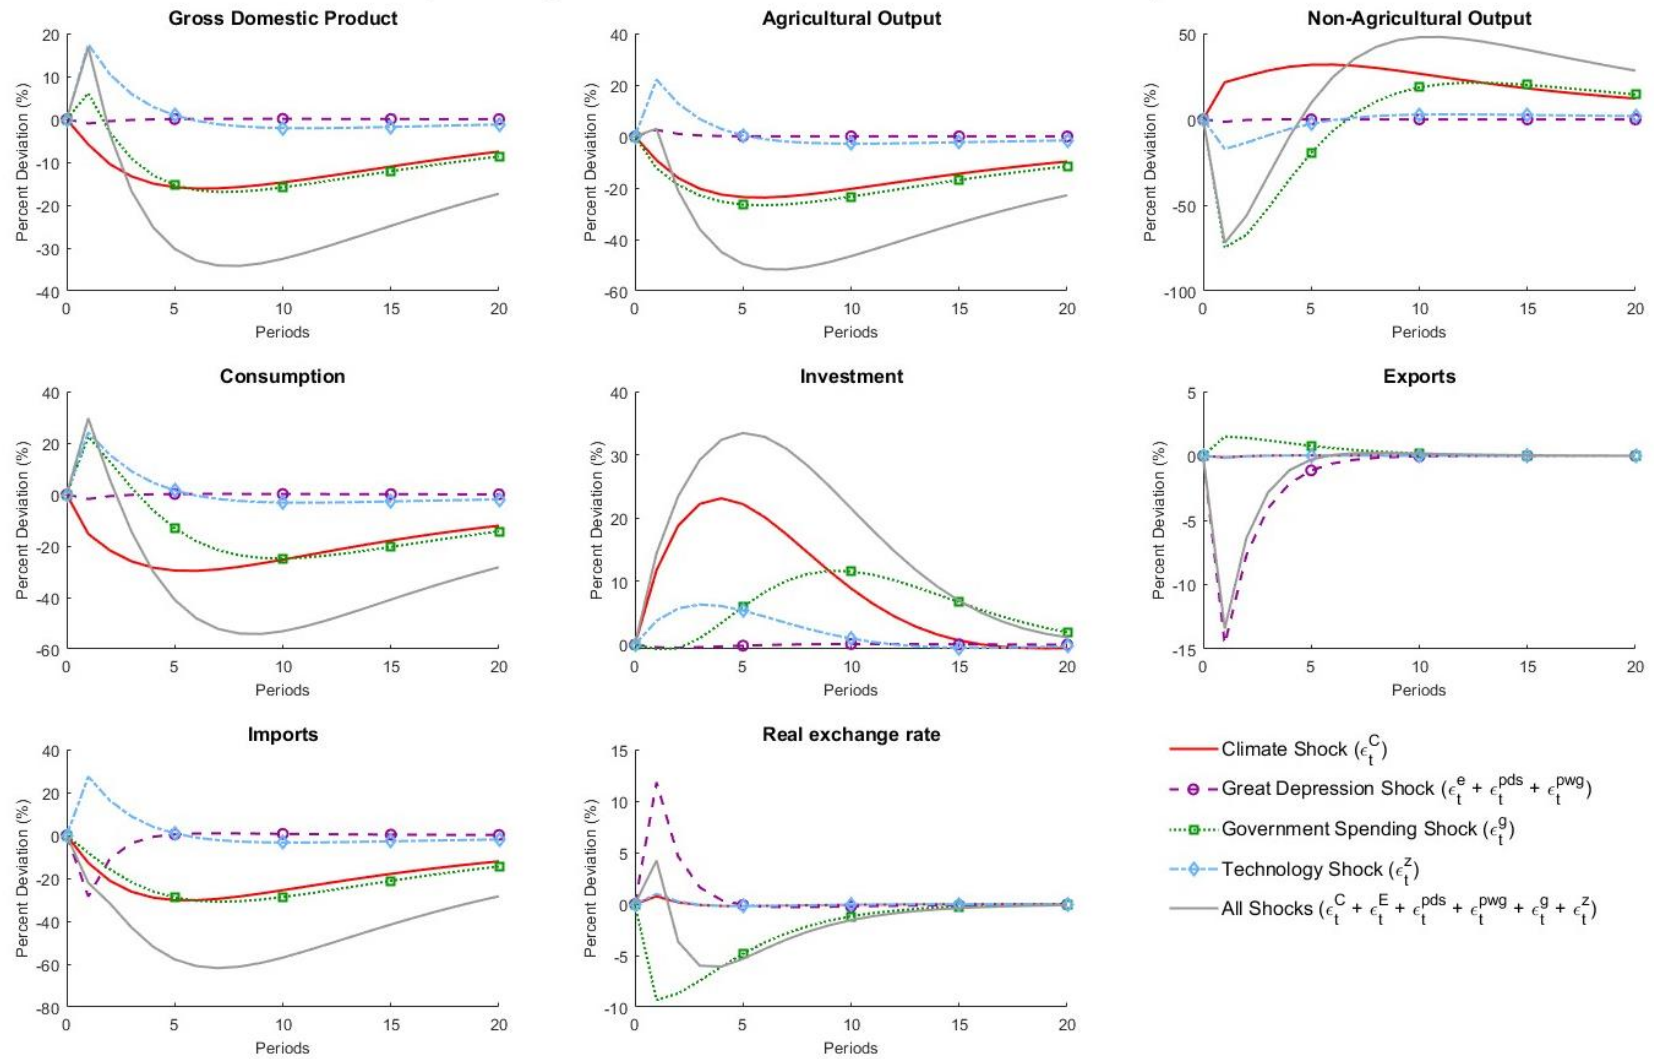 Gross Domestic Product
Percent Deviation (%)
20
10
0
-10
-20
-30
-40
0 5 10 15 20
Periods
Agricultural Output
Percent Deviation (%)
40
20
0
-20
-40
-60
0 5 10 15 20
Periods
Non-Agricultural Output
Percent Deviation (%)
50
0
-50
-100
0 5 10 15 20
Periods
Consumption
Percent Deviation (%)
40
20
0
-20
-40
-60
0 5 10 15 20
Periods
Investment
Percent Deviation (%)
40
30
20
10
0
0 5 10 15 20
Periods
Exports
Percent Deviation (%)
5
0
-5
-10
-15
0 5 10 15 20
Periods
Imports
Percent Deviation (%)
40
20
0
-20
-40
-60
-80
0 5 10 15 20
Periods
Real exchange rate
Percent Deviation (%)
15
10
5
0
-5
-10
0 5 10 15 20
Periods
Climate Shock (ϵ_t^C)
Great Depression Shock (ϵ_t^e + ϵ_t^pds + ϵ_t^pwg)
Government Spending Shock (ϵ_t^g)
Technology Shock (ϵ_t^z)
All Shocks (ϵ_t^C + ϵ_t^E + ϵ_t^pds + ϵ_t^pwg + ϵ_t^g + ϵ_t^z)